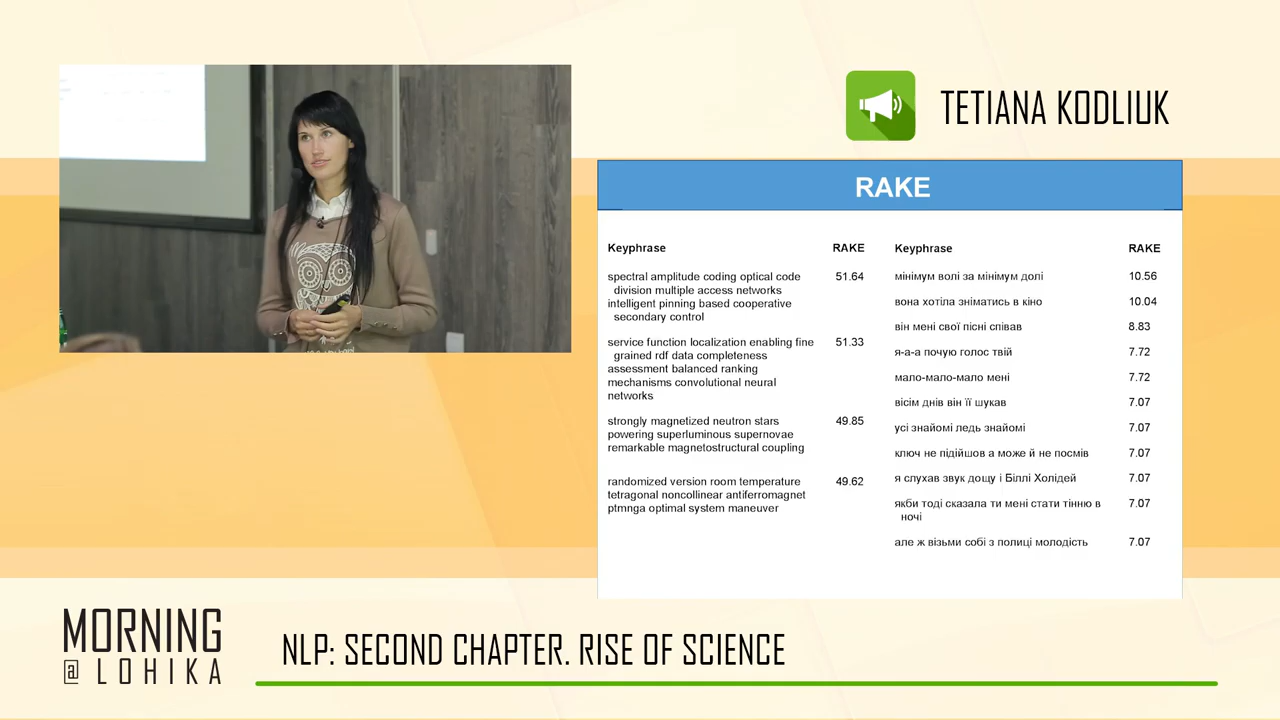 TETIANA KODLIUK
RAKE
Keyphrase RAKE
spectral amplitude coding optical code 51.64
division multiple access networks
intelligent pinning based cooperative
secondary control
service function localization enabling fine 51.33
grained rdf data completeness
assessment balanced ranking
mechanisms convolutional neural
networks
strongly magnetized neutron stars 49.85
powering superluminous supernovae
remarkable magnetostructural coupling
randomized version room temperature 49.62
tetragonal noncollinear antiferromagnet
ptmnga optimal system maneuver
Keyphrase RAKE
мінімум волі за мінімум долі 10.56
вона хотіла зніматись в кіно 10.04
він мені свої пісні співав 8.83
я-а-а почую голос твій 7.72
мало-мало-мало мені 7.72
вісім днів він її шукав 7.07
усі знайомі ледь знайомі 7.07
ключ не підійшов а може й не посмів 7.07
я слухав звук дощу і Біллі Холідей 7.07
якби тоді сказала ти мені стати тінню в 7.07
ночі
але ж візьми собі з полиці молодість 7.07
MORNING
@ LOHIKA
NLP: SECOND CHAPTER. RISE OF SCIENCE